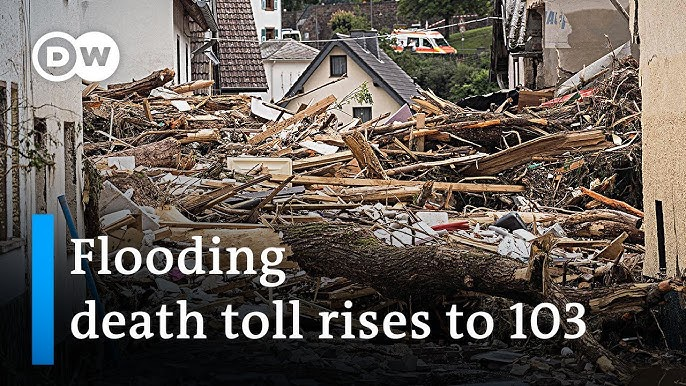 DW
Flooding
death toll rises to 103